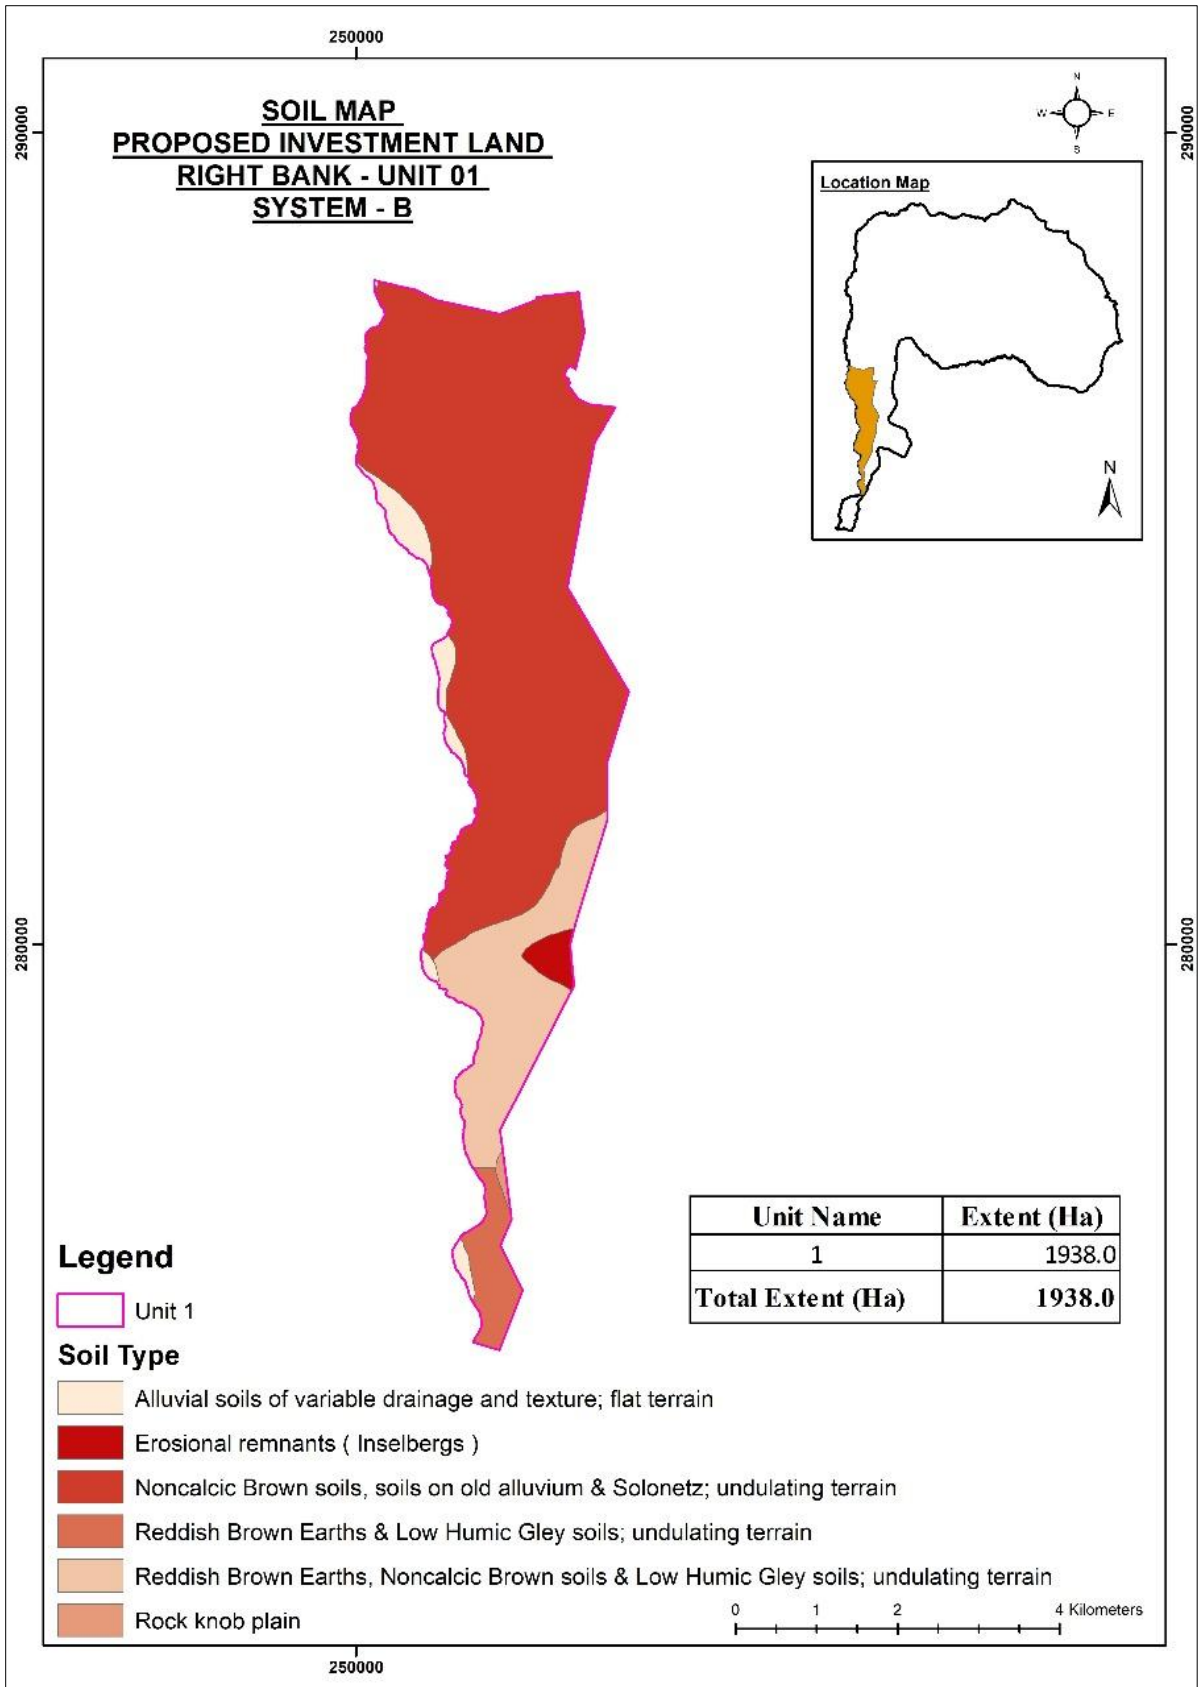 250000
SOIL MAP
PROPOSED INVESTMENT LAND
RIGHT BANK - UNIT 01
SYSTEM - B
290000
290000
N
W E
S
Location Map
N
280000
280000
Unit Name Extent (Ha)
1 1938.0
Total Extent (Ha) 1938.0
Legend
Unit 1
Soil Type
Alluvial soils of variable drainage and texture; flat terrain
Erosional remnants ( Inselbergs )
Noncalcic Brown soils, soils on old alluvium & Solonetz; undulating terrain
Reddish Brown Earths & Low Humic Gley soils; undulating terrain
Reddish Brown Earths, Noncalcic Brown soils & Low Humic Gley soils; undulating terrain
Rock knob plain
0 1 2 4 Kilometers
250000